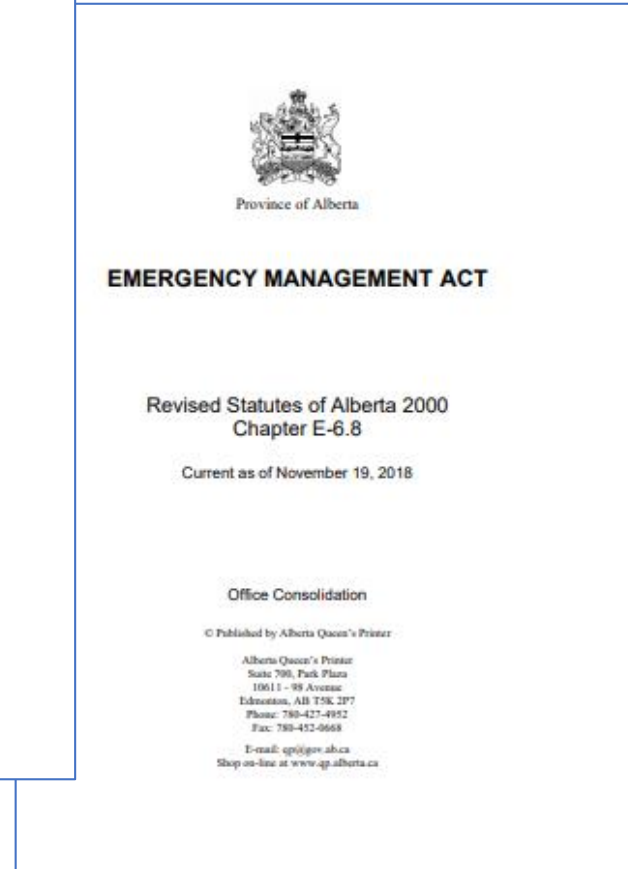 Province of Alberta
EMERGENCY MANAGEMENT ACT
Revised Statutes of Alberta 2000
Chapter E-6.8
Current as of November 19, 2018
Office Consolidation
© Published by Alberta Queen's Printer
Alberta Queen's Printer
Suite 700, Park Plaza
10611 - 98 Avenue
Edmonton, AB T5K 2P7
Phone: 780-427-4952
Fax: 780-452-0668
E-mail: qp@gov.ab.ca
Shop on-line at www.qp.alberta.ca